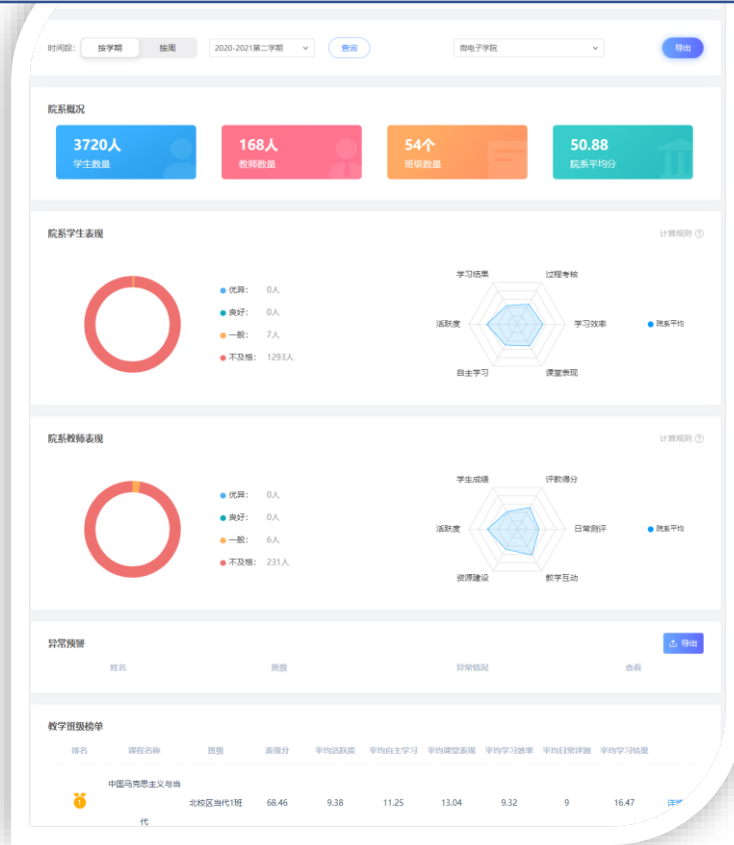 时间段： 按学期 按周 2020-2021第二学期 查询 微电子学院 导出
院系概况
3720人 168人 54个 50.88
学生数量 教师数量 班级数量 院系平均分
院系学生表现 计算规则 ?
优异： 0人
良好： 0人
一般： 7人
不及格： 1293人
学习结果 过程考核
活跃度 学习效率
自主学习 课堂表现
院系平均
院系教师表现 计算规则 ?
优异： 0人
良好： 0人
一般： 6人
不及格： 231人
学生成绩 评教得分
活跃度 日常测评
资源建设 教学互动
院系平均
异常预警 导出
姓名 班级 异常情况 查看
教学班级榜单
排名 课程名称 班级 表现分 平均活跃度 平均自主学习 平均课堂表现 平均学习效率 平均日常评测 平均学习结果
中国马克思主义与当
1 北校区当代1班 68.46 9.38 11.25 13.04 9.32 9 16.47
代